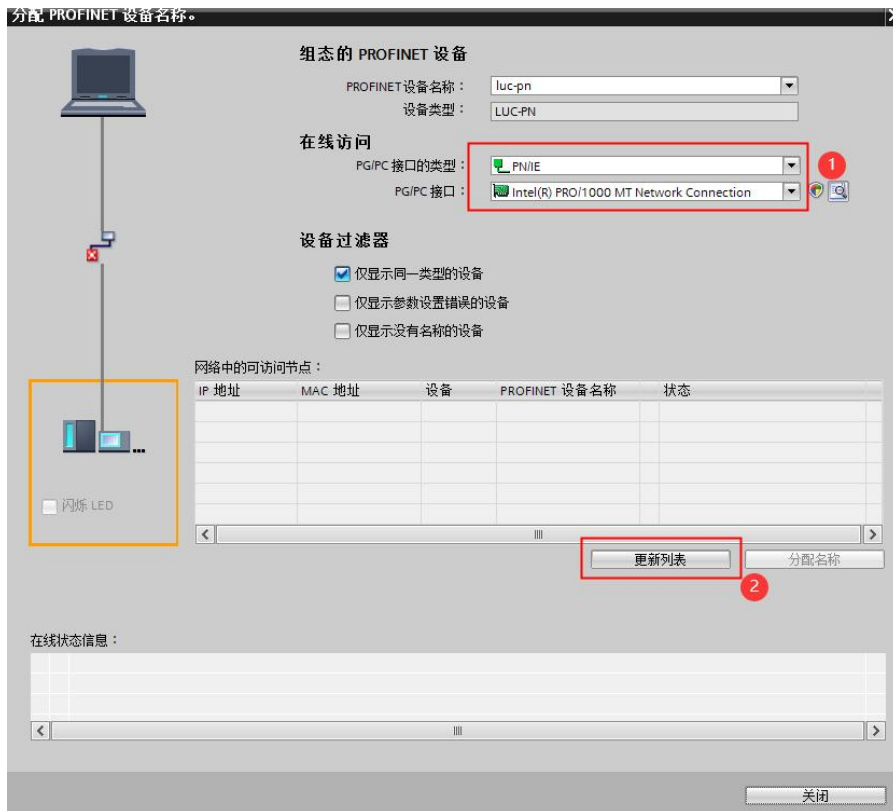 分配 PROFINET 设备名称。
组态的 PROFINET 设备
PROFINET设备名称： luc-pn
设备类型： LUC-PN
在线访问
PG/PC 接口的类型： PN/IE
1
PG/PC 接口： Intel(R) PRO/1000 MT Network Connection
设备过滤器
仅显示同一类型的设备
仅显示参数设置错误的设备
仅显示没有名称的设备
网络中的可访问节点：
IP 地址 MAC 地址 设备 PROFINET 设备名称 状态
...
闪烁 LED
更新列表 分配名称
2
在线状态信息：
关闭